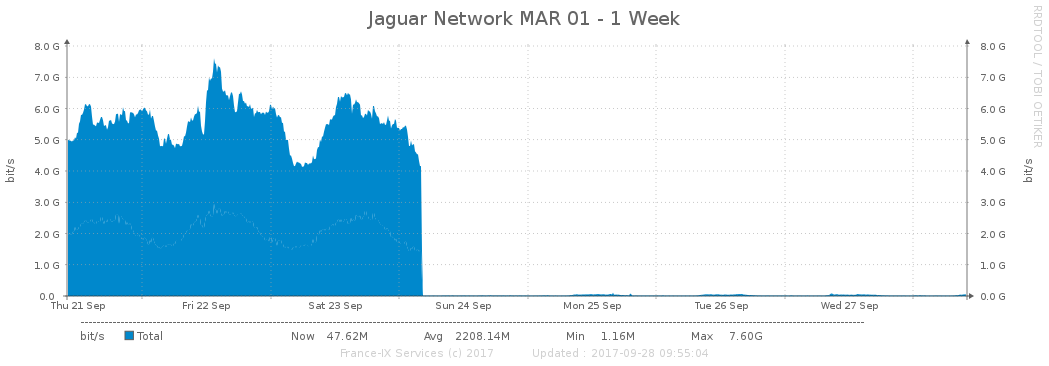 Jaguar Network MAR 01 - 1 Week
RRDTOOL / TOBI OETIKER
8.0 G 8.0 G
7.0 G 7.0 G
6.0 G 6.0 G
5.0 G 5.0 G
4.0 G 4.0 G
bit/s bit/s
3.0 G 3.0 G
2.0 G 2.0 G
1.0 G 1.0 G
0.0 0.0 G
Thu 21 Sep Fri 22 Sep Sat 23 Sep Sun 24 Sep Mon 25 Sep Tue 26 Sep Wed 27 Sep
bit/s Total Now 47.62M Avg 2208.14M Min 1.16M Max 7.60G
France-IX Services (c) 2017 Updated : 2017-09-28 09:55:04